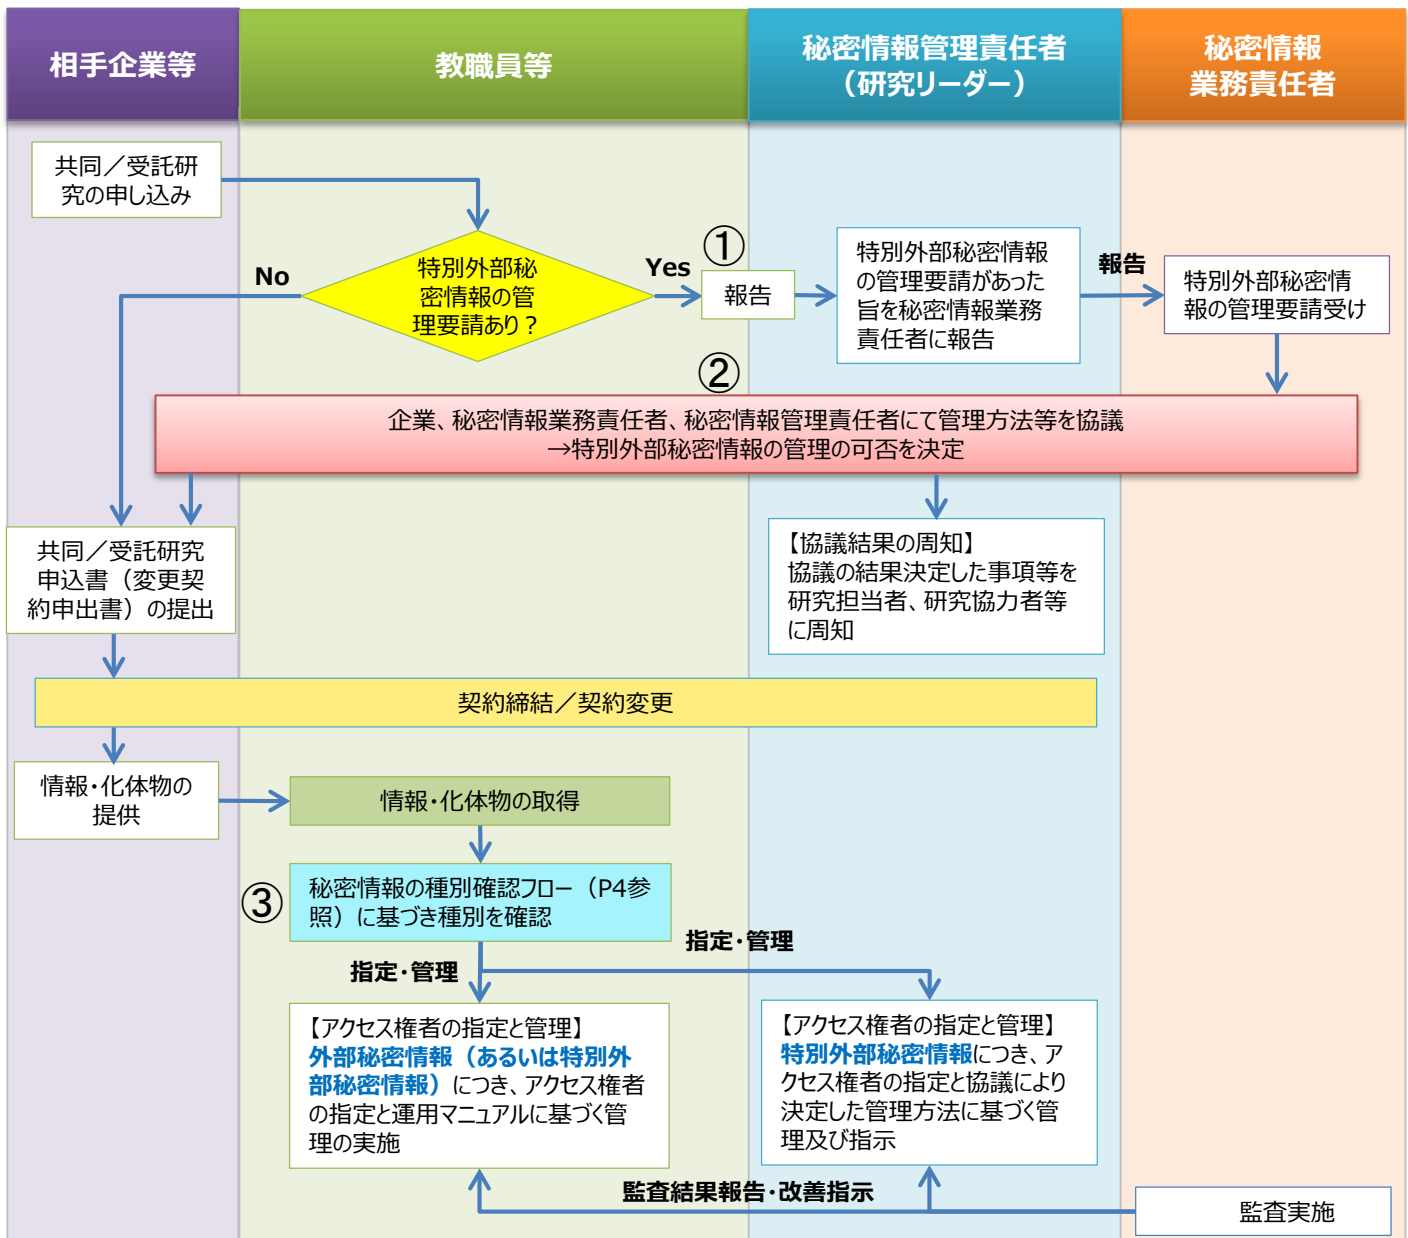 相手企業等
教職員等
秘密情報管理責任者
（研究リーダー）
秘密情報
業務責任者
共同／受託研
究の申し込み
特別外部秘
密情報の管
理要請あり？
No
Yes
①
報告
特別外部秘密情報
の管理要請があった
旨を秘密情報業務
責任者に報告
報告
特別外部秘密情
報の管理要請受け
②
企業、秘密情報業務責任者、秘密情報管理責任者にて管理方法等を協議
→特別外部秘密情報の管理の可否を決定
共同／受託研究
申込書（変更契
約申出書）の提出
【協議結果の周知】
協議の結果決定した事項等を
研究担当者、研究協力者等
に周知
契約締結／契約変更
情報・化体物の
提供
情報・化体物の取得
③
秘密情報の種別確認フロー（P4参
照）に基づき種別を確認
指定・管理
指定・管理
【アクセス権者の指定と管理】
外部秘密情報（あるいは特別外
部秘密情報）につき、アクセス権者
の指定と運用マニュアルに基づく管
理の実施
【アクセス権者の指定と管理】
特別外部秘密情報につき、ア
クセス権者の指定と協議により
決定した管理方法に基づく管
理及び指示
監査結果報告・改善指示
監査実施